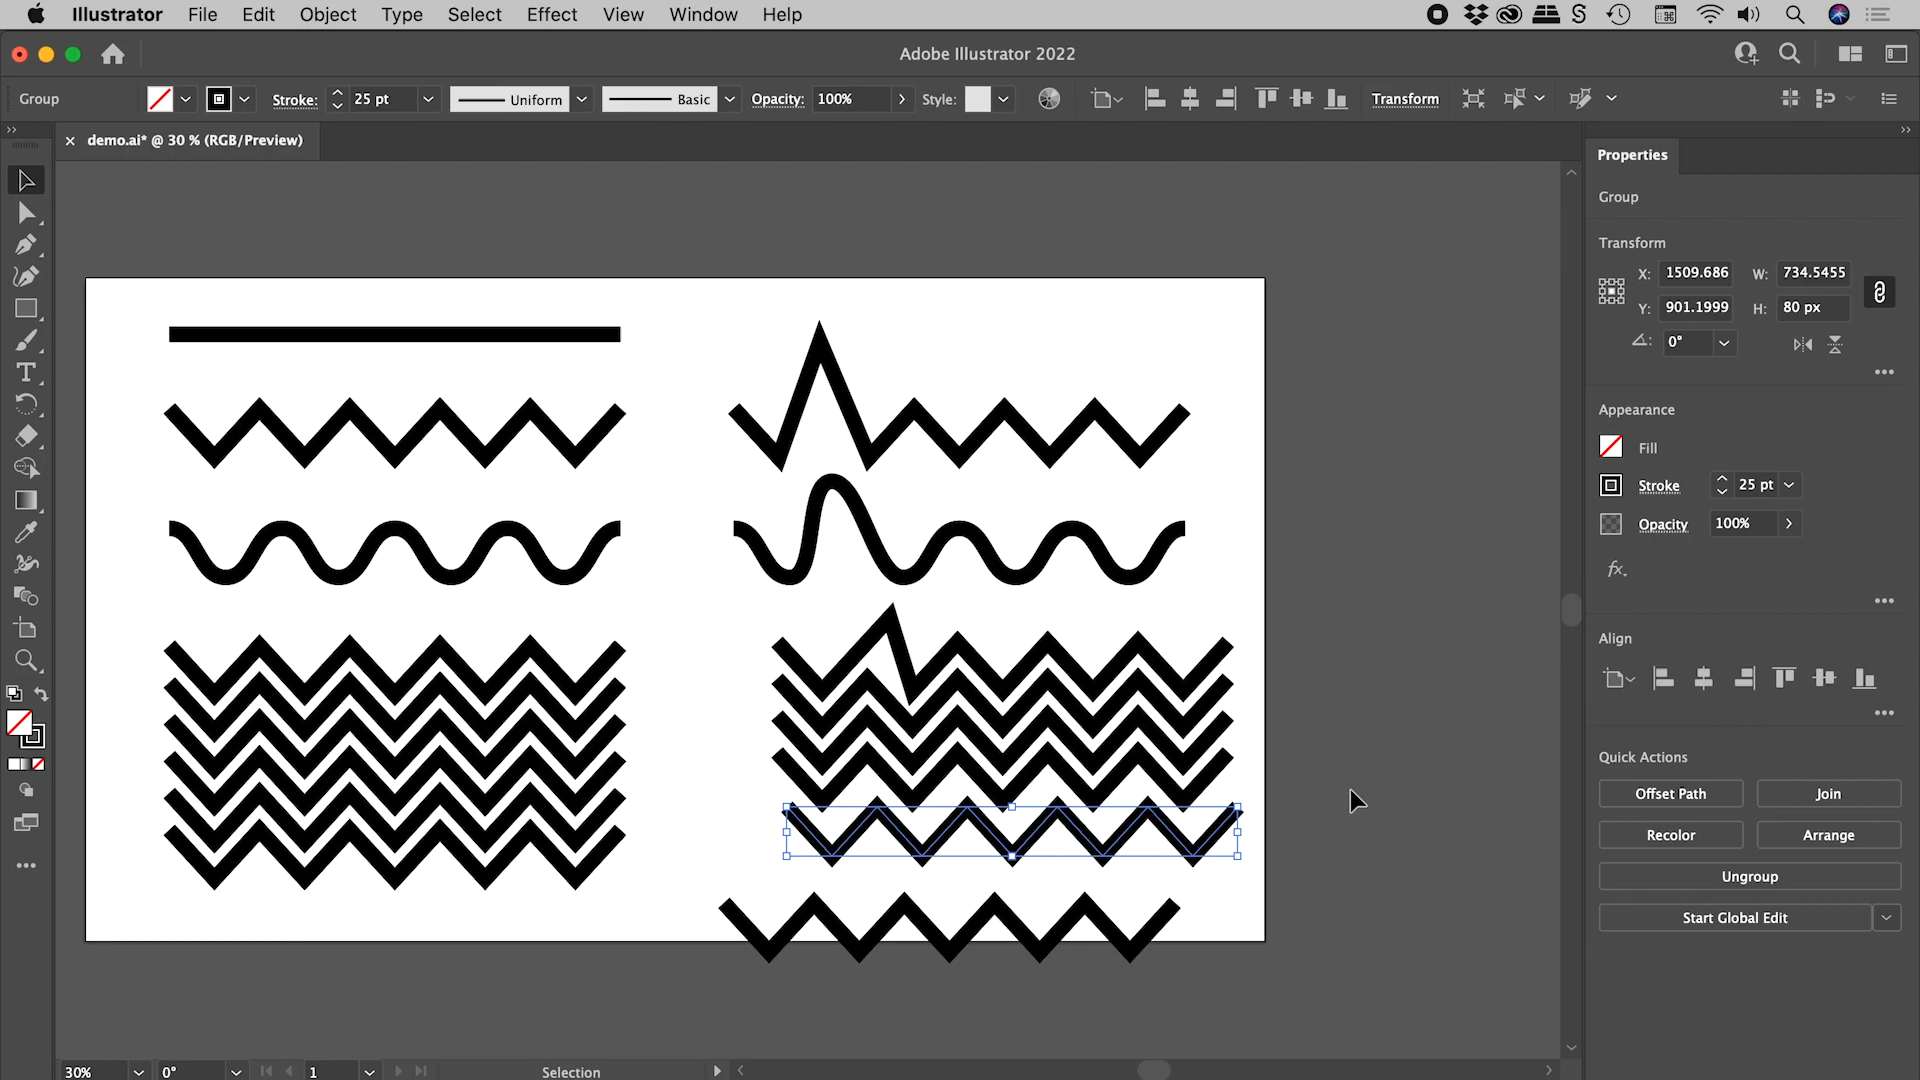 Illustrator File Edit Object Type Select Effect View Window Help
Adobe Illustrator 2022
Group Stroke: 25 pt Uniform Basic Opacity: 100% Style: Transform
demo.ai* @ 30 % (RGB/Preview)
Properties
Group
Transform
X: 1509.686 W: 734.5455
Y: 901.1999 H: 80 px
0°
Appearance
Fill
Stroke 25 pt
Opacity 100%
fx.
Align
Quick Actions
Offset Path Join
Recolor Arrange
Ungroup
Start Global Edit
30% 0° 1 Selection